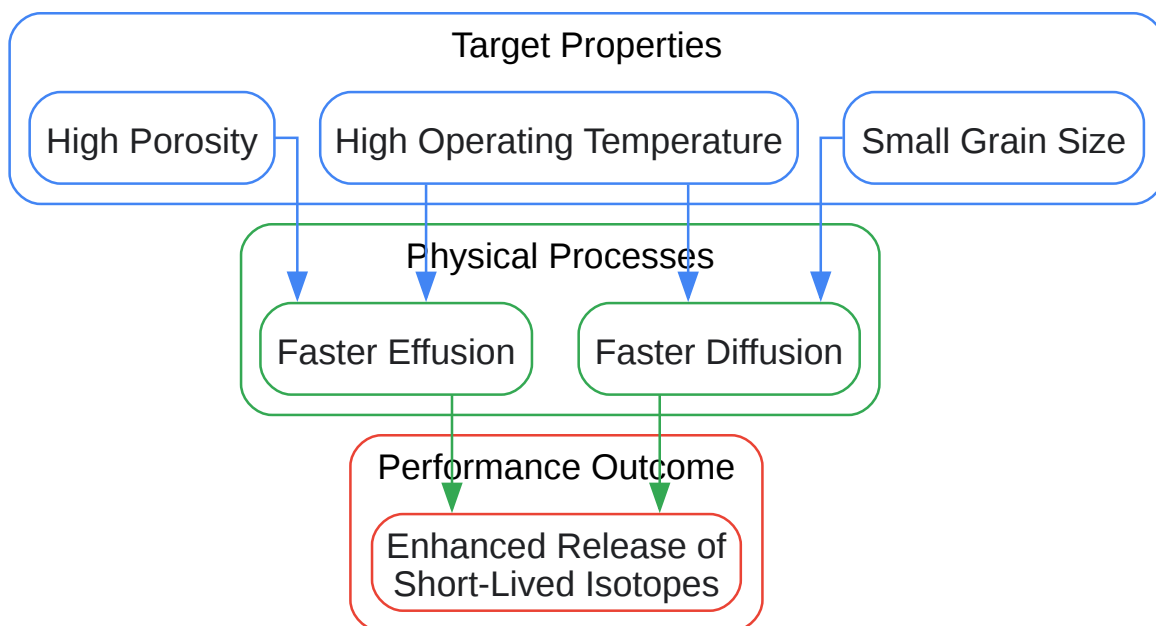 Target Properties
High Porosity
High Operating Temperature
Small Grain Size
Physical Processes
Faster Effusion
Faster Diffusion
Performance Outcome
Enhanced Release of
Short-Lived Isotopes